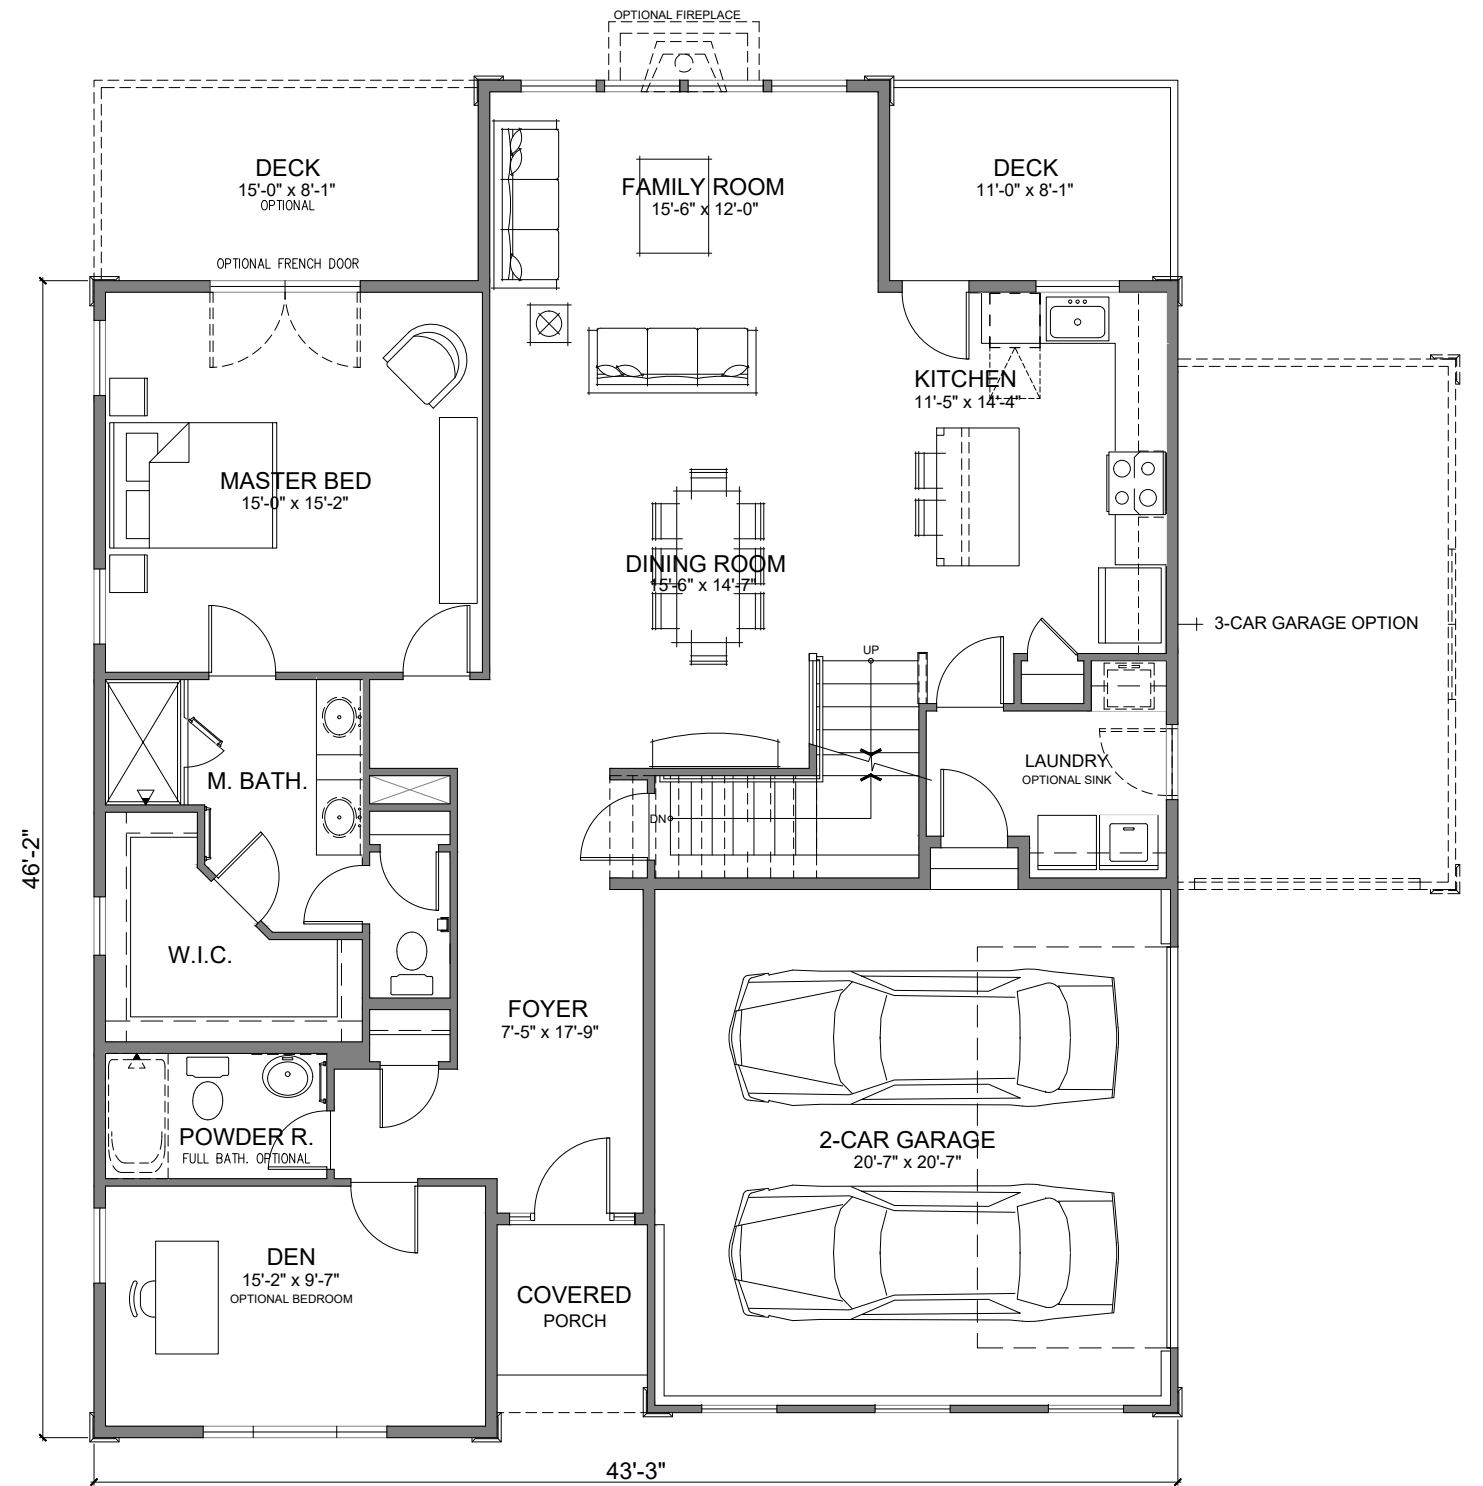 OPTIONAL FIREPLACE
DECK
15'-0" x 8'-1"
OPTIONAL
FAMILY ROOM
15'-6" x 12'-0"
DECK
11'-0" x 8'-1"
OPTIONAL FRENCH DOOR
KITCHEN
11'-5" x 14'-4"
MASTER BED
15'-0" x 15'-2"
DINING ROOM
15'-6" x 14'-7"
3-CAR GARAGE OPTION
UP
M. BATH.
LAUNDRY
OPTIONAL SINK
DN
46'-2"
W.I.C.
FOYER
7'-5" x 17'-9"
POWDER R.
FULL BATH. OPTIONAL
2-CAR GARAGE
20'-7" x 20'-7"
DEN
15'-2" x 9'-7"
OPTIONAL BEDROOM
COVERED
PORCH
43'-3"